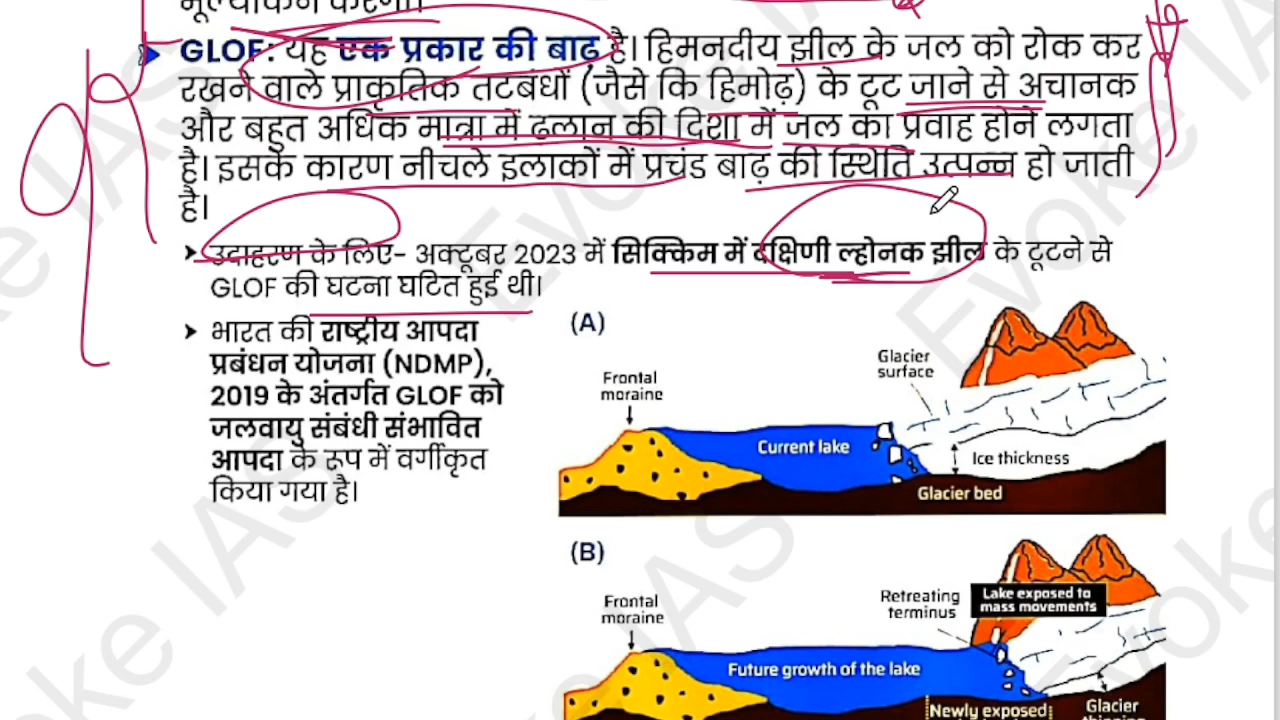 मूल्यांकन करना।
GLOF: यह एक प्रकार की बाढ़ है। हिमनदीय झील के जल को रोक कर
रखने वाले प्राकृतिक तटबंधों (जैसे कि हिमोढ़) के टूट जाने से अचानक
और बहुत अधिक मात्रा में ढलान की दिशा में जल का प्रवाह होने लगता
है। इसके कारण नीचले इलाकों में प्रचंड बाढ़ की स्थिति उत्पन्न हो जाती
है।
उदाहरण के लिए- अक्टूबर 2023 में सिक्किम में दक्षिणी ल्होनक झील के टूटने से
GLOF की घटना घटित हुई थी।
भारत की राष्ट्रीय आपदा
प्रबंधन योजना (NDMP),
2019 के अंतर्गत GLOF को
जलवायु संबंधी संभावित
आपदा के रूप में वर्गीकृत
किया गया है।
(A)
Glacier
surface
Frontal
moraine
Current lake
Ice thickness
Glacier bed
(B)
Retreating
terminus
Lake exposed to
mass movements
Frontal
moraine
Future growth of the lake
Newly exposed
Glacier
Evoke IAS